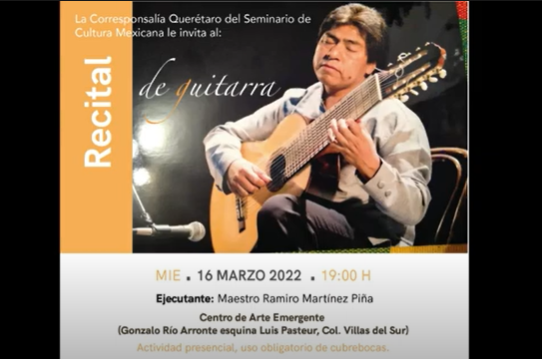 La Corresponsalía Querétaro del Seminario de
Cultura Mexicana le invita al:
Recital
de guitarra
MIE . 16 MARZO 2022 . 19:00 H
Ejecutante: Maestro Ramiro Martínez Piña
Centro de Arte Emergente
(Gonzalo Río Arronte esquina Luis Pasteur, Col. Villas del Sur)
Actividad presencial, uso obligatorio de cubrebocas.